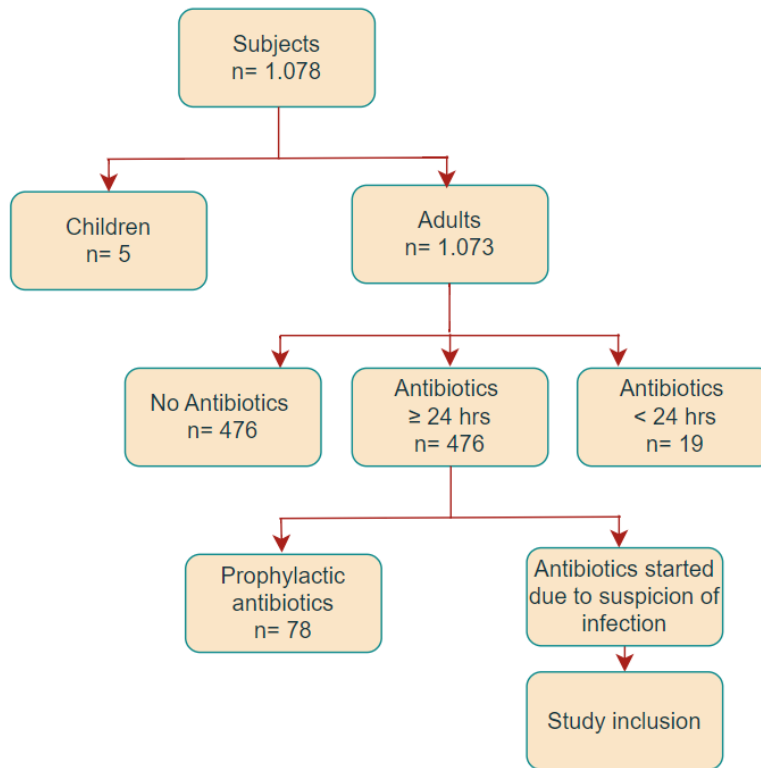 Subjects
n= 1.078
Children
n= 5
Adults
n= 1.073
No Antibiotics
n= 476
Antibiotics
≥ 24 hrs
n= 476
Antibiotics
< 24 hrs
n= 19
Prophylactic
antibiotics
n= 78
Antibiotics started
due to suspicion of
infection
Study inclusion